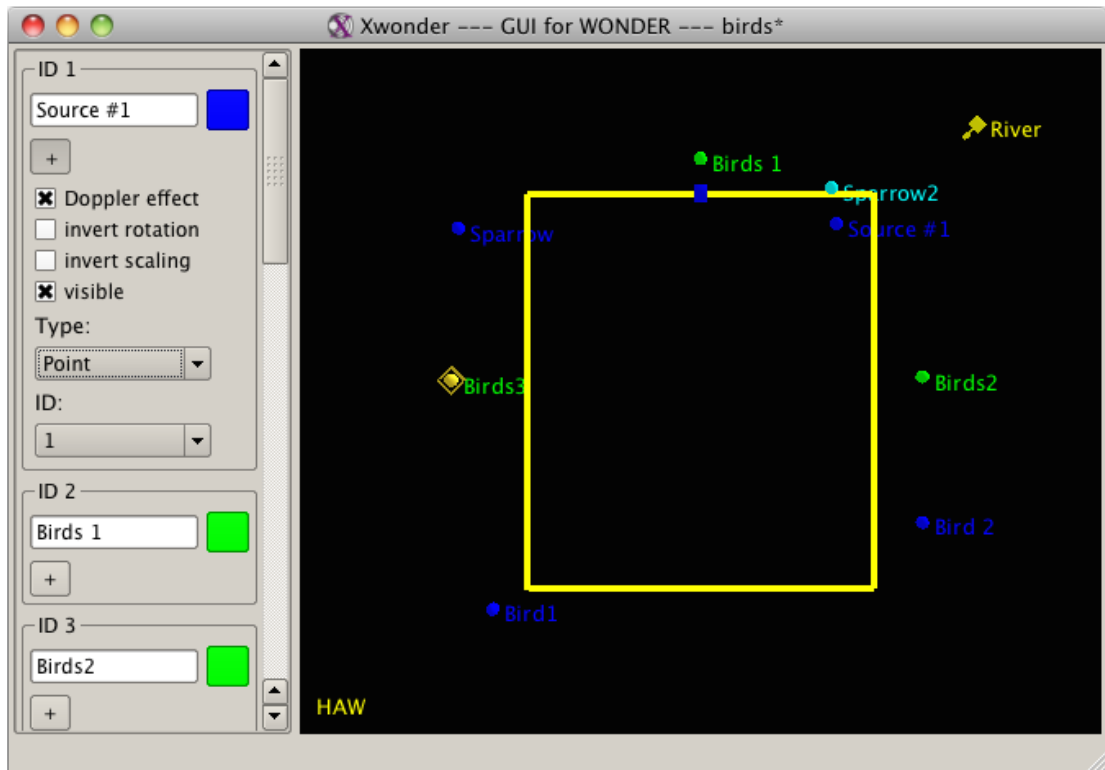 Xwonder --- GUI for WONDER --- birds*
ID 1
Source #1
+
Doppler effect
invert rotation
invert scaling
visible
Type:
Point
ID:
1
ID 2
Birds 1
+
ID 3
Birds2
+
River
Birds 1
Sparrow2
Sparrow
Source #1
Birds3
Birds2
Bird 2
Bird1
HAW